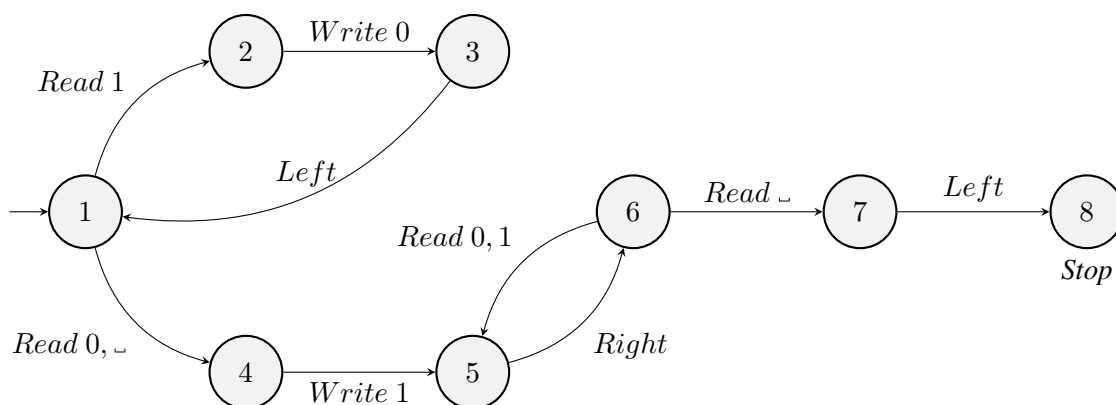 2
Write 0
3
Read 1
Left
1
6
Read ␣
7
Left
8
Read 0, 1
Stop
Read 0, ␣
4
Write 1
5
Right